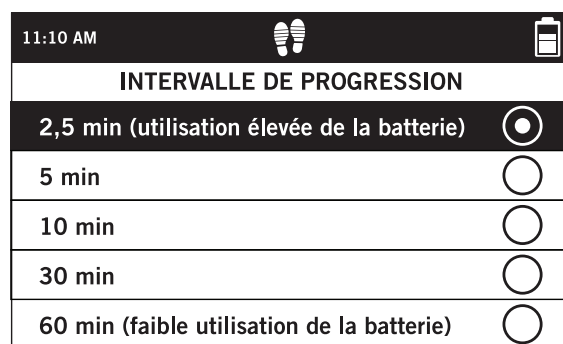 11:10 AM
INTERVALLE DE PROGRESSION
2,5 min (utilisation élevée de la batterie)
5 min
10 min
30 min
60 min (faible utilisation de la batterie)